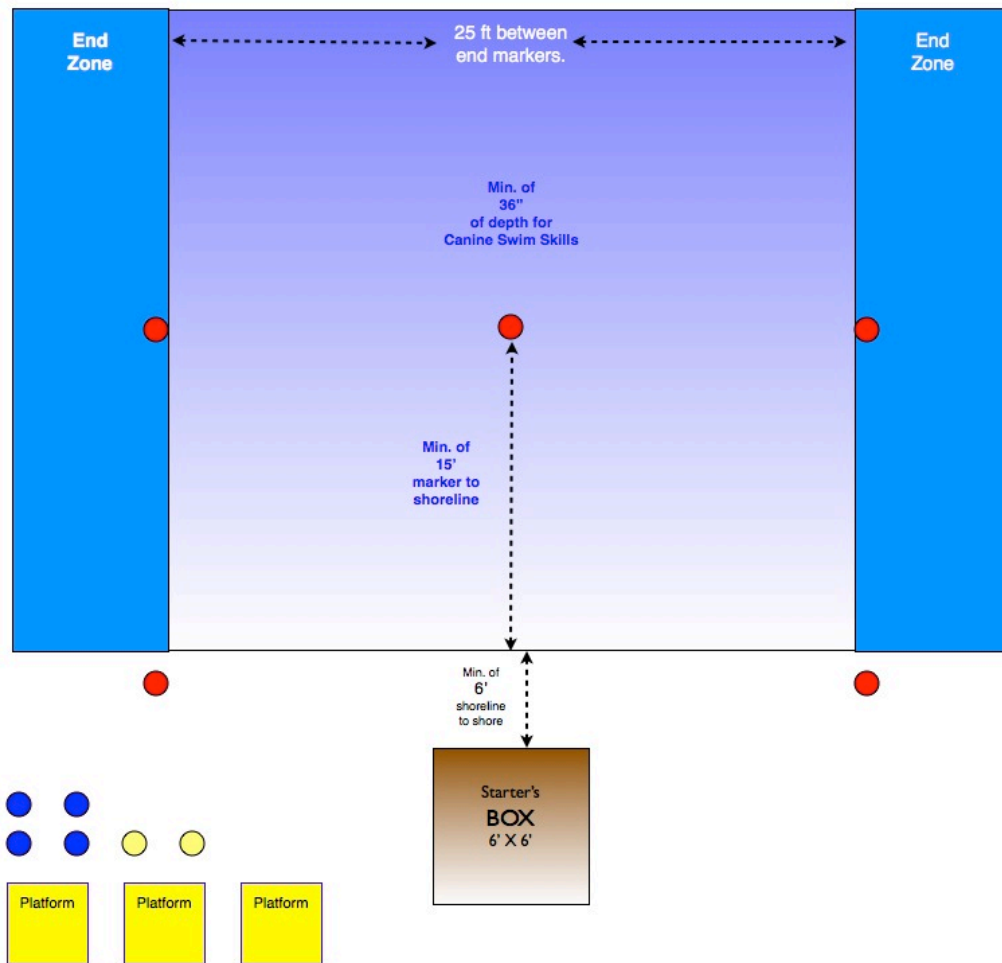 End
Zone
25 ft between
end markers.
End
Zone
Min. of
36"
of depth for
Canine Swim Skills
Min. of
15'
marker to
shoreline
Min. of
6'
shoreline
to shore
Starter's
BOX
6' X 6'
Platform
Platform
Platform